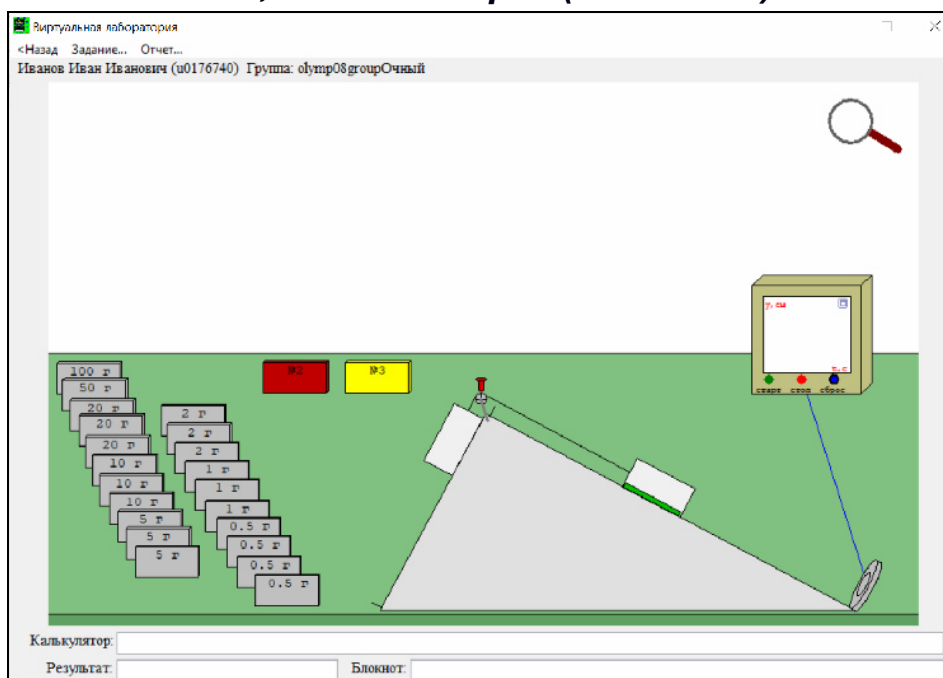 Виртуальная лаборатория
<Назад Задание... Отчет...
Иванов Иван Иванович (u0176740) Группа: olymp08groupОчный
y, см
t, с
старт стоп сброс
№2
№3
100 г
50 г
20 г
20 г
20 г
10 г
10 г
10 г
5 г
5 г
5 г
2 г
2 г
2 г
1 г
1 г
1 г
0.5 г
0.5 г
0.5 г
0.5 г
Калькулятор:
Результат:
Блокнот: